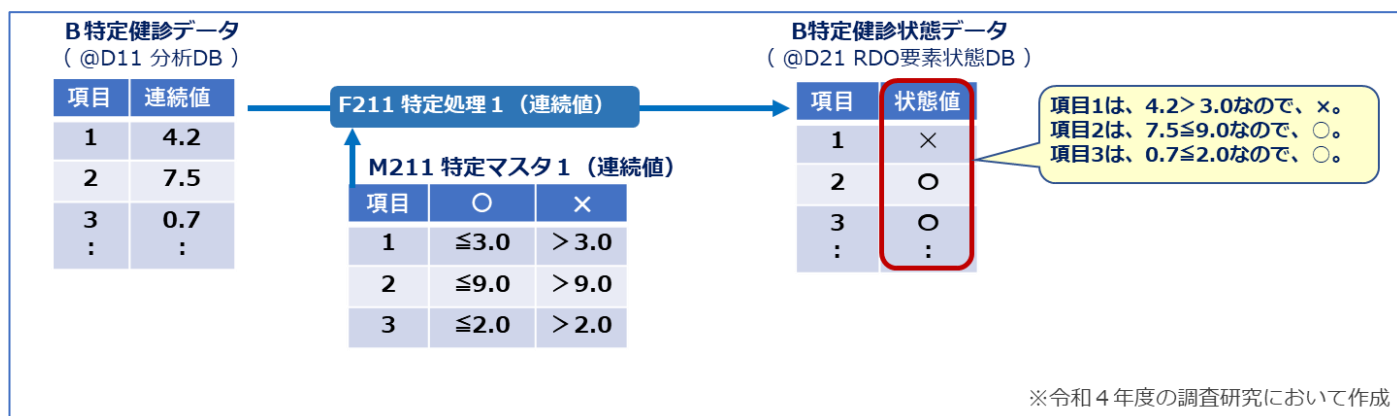 B特定健診データ
（ @D11 分析DB ）
項目 連続値
1 4.2
2 7.5
3 0.7
： ：
F211 特定処理１（連続値）
M211 特定マスタ１（連続値）
項目 〇 ×
1 ≦3.0 ＞3.0
2 ≦9.0 ＞9.0
3 ≦2.0 ＞2.0
B特定健診状態データ
（ @D21 RDO要素状態DB ）
項目 状態値
1 ×
2 〇
3 〇
： ：
項目1は、4.2＞3.0なので、×。
項目2は、7.5≦9.0なので、〇。
項目3は、0.7≦2.0なので、〇。
※令和４年度の調査研究において作成